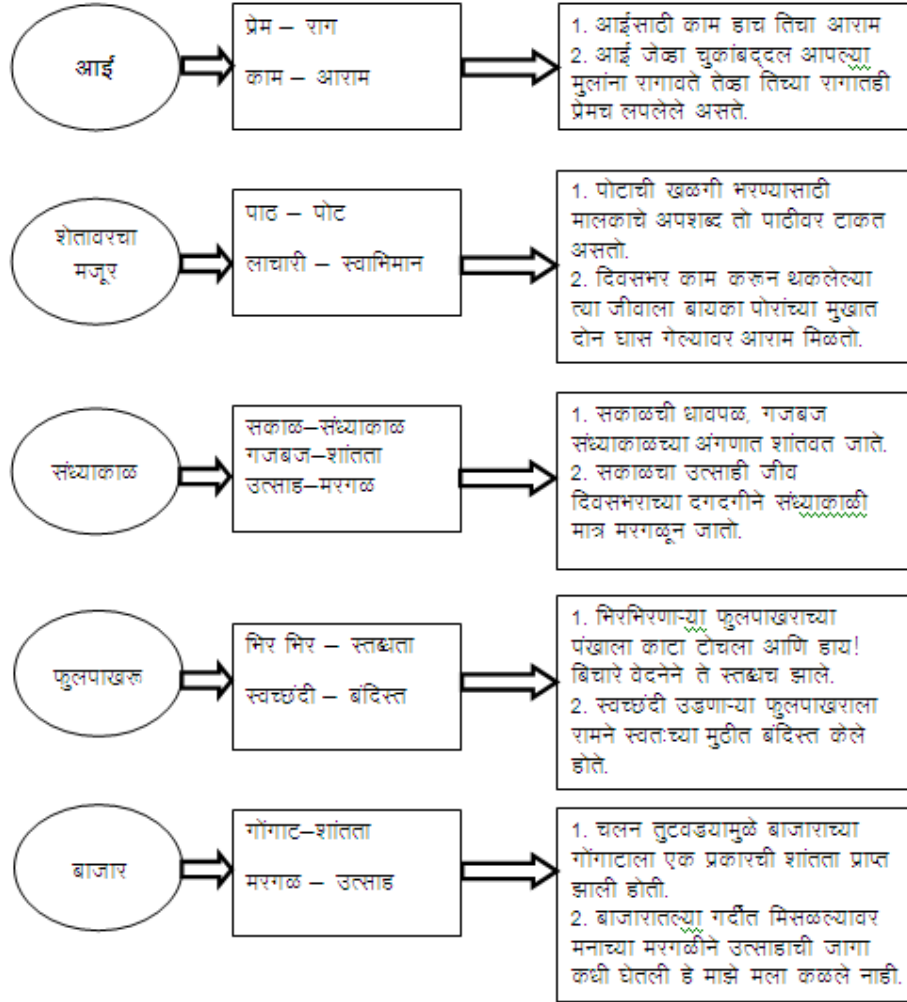 आई
प्रेम – राग
काम – आराम
1. आईसाठी काम हाच तिचा आराम
2. आई जेव्हा चुकांबद्दल आपल्या
मुलांना रागावते तेव्हा तिच्या रागातही
प्रेमच लपलेले असते.
शेतावरचा
मजूर
पाठ – पोट
लाचारी – स्वाभिमान
1. पोटाची खळगी भरण्यासाठी
मालकाचे अपशब्द तो पाठीवर टाकत
असतो.
2. दिवसभर काम करून थकलेल्या
त्या जीवाला बायका पोरांच्या मुखात
दोन घास गेल्यावर आराम मिळतो.
संध्याकाळ
सकाळ–संध्याकाळ
गजबज–शांतता
उत्साह–मरगळ
1. सकाळची धावपळ, गजबज
संध्याकाळच्या अंगणात शांतवत जाते.
2. सकाळचा उत्साही जीव
दिवसभराच्या दगदगीने संध्याकाळी
मात्र मरगळून जातो.
फुलपाखरू
भिर भिर – स्तब्धता
स्वच्छंदी – बंदिस्त
1. भिरभिरणाऱ्या फुलपाखराच्या
पंखाला काटा टोचला आणि हाय!
बिचारे वेदनेने ते स्तब्धच झाले.
2. स्वच्छंदी उडणाऱ्या फुलपाखराला
रामने स्वतःच्या मुठीत बंदिस्त केले
होते.
बाजार
गोंगाट–शांतता
मरगळ – उत्साह
1. चलन तुटवड्यामुळे बाजाराच्या
गोंगाटाला एक प्रकारची शांतता प्राप्त
झाली होती.
2. बाजारातल्या गर्दीत मिसळल्यावर
मनाच्या मरगळीने उत्साहाची जागा
कधी घेतली हे माझे मला कळले नाही.